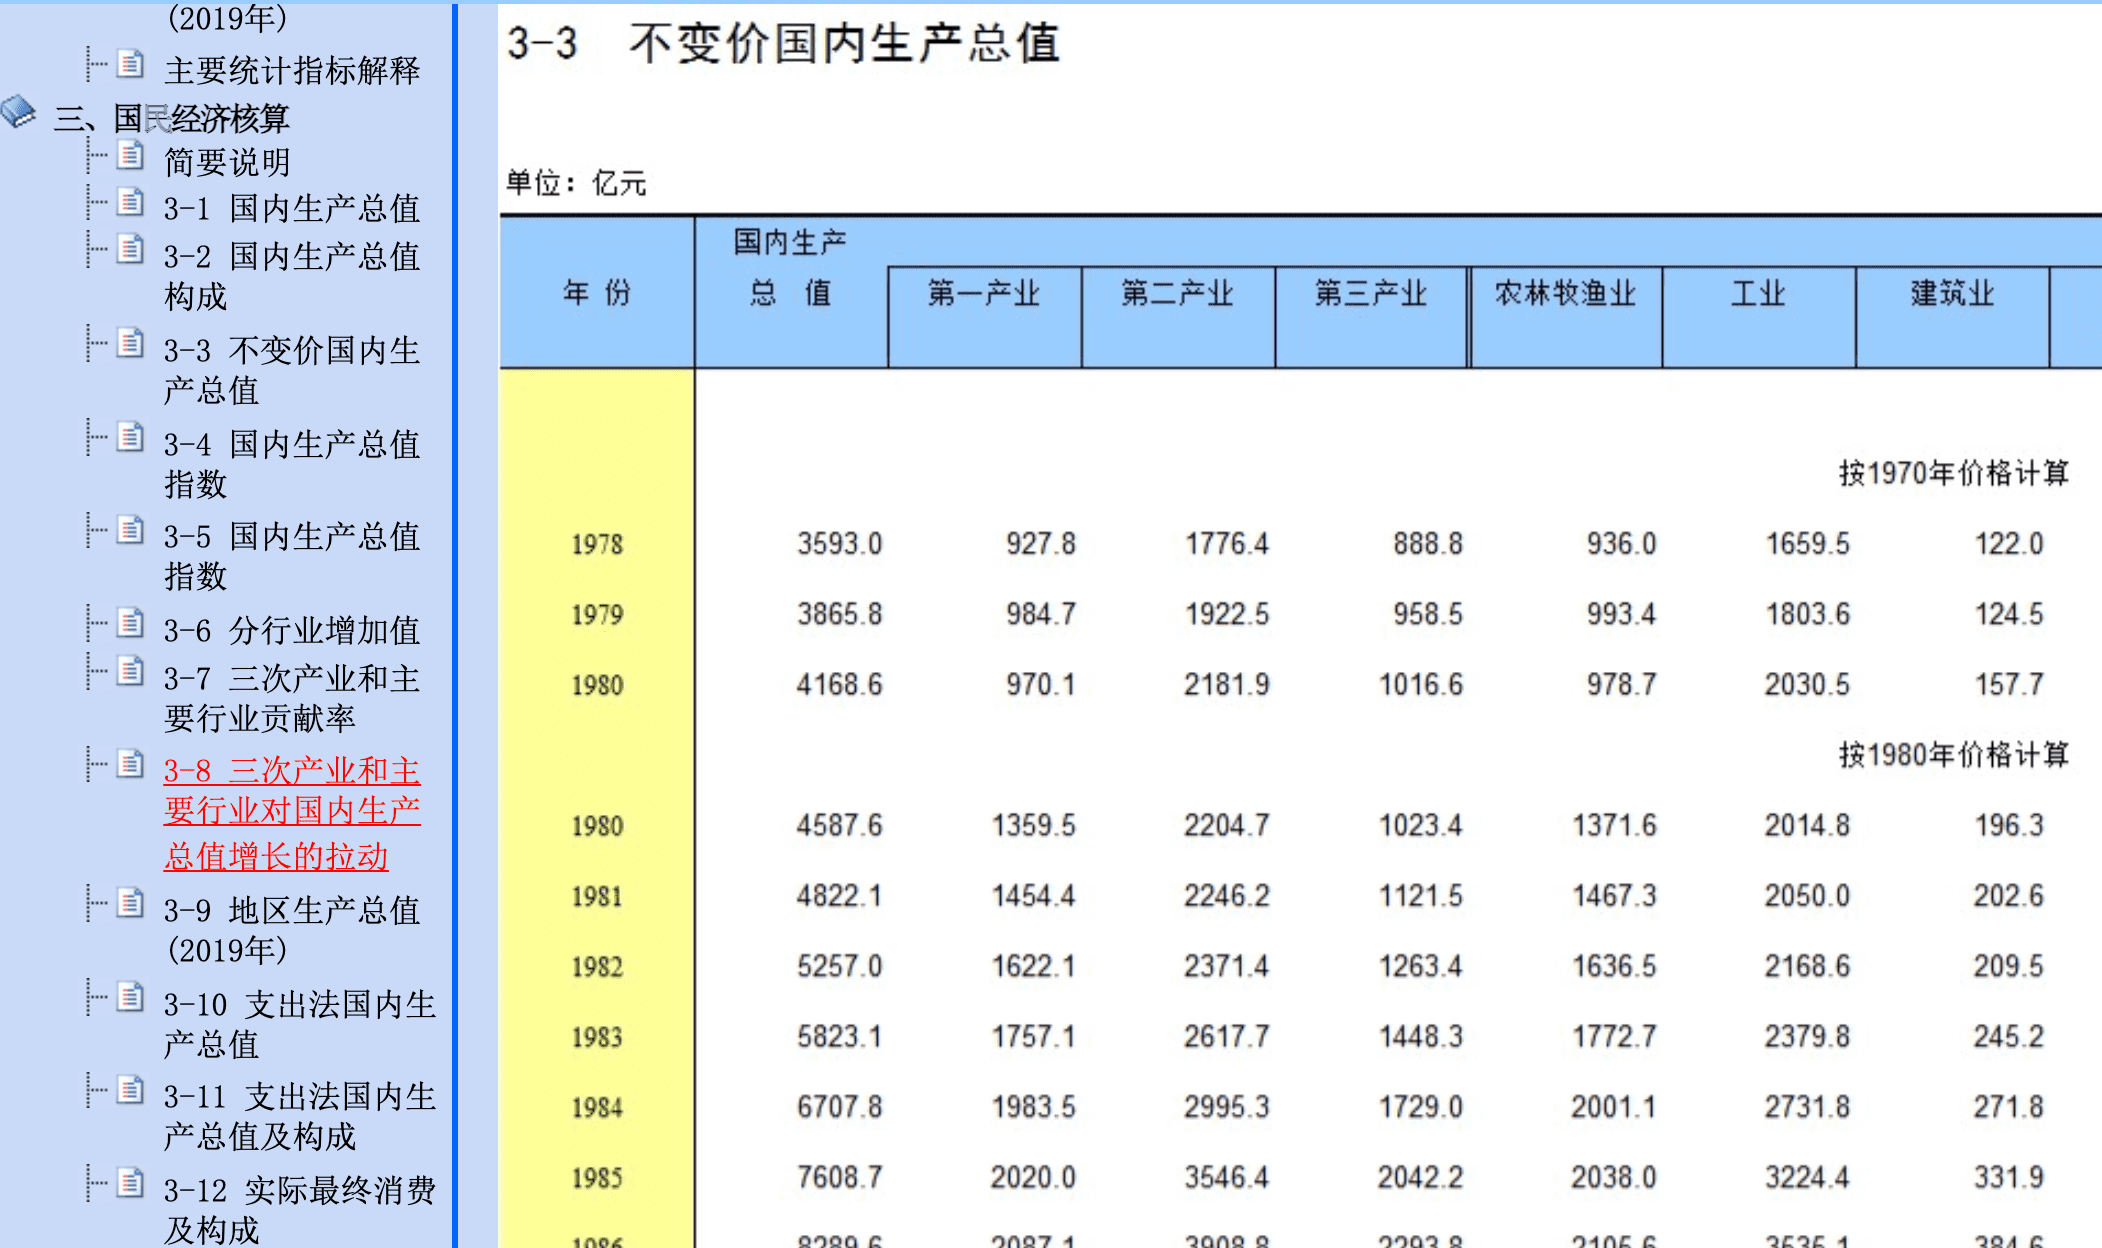 (2019年)
主要统计指标解释
三、国民经济核算
简要说明
3-1 国内生产总值
3-2 国内生产总值
构成
3-3 不变价国内生
产总值
3-4 国内生产总值
指数
3-5 国内生产总值
指数
3-6 分行业增加值
3-7 三次产业和主
要行业贡献率
3-8 三次产业和主
要行业对国内生产
总值增长的拉动
3-9 地区生产总值
(2019年)
3-10 支出法国内生
产总值
3-11 支出法国内生
产总值及构成
3-12 实际最终消费
及构成
3-3 不变价国内生产总值
单位：亿元
国内生产
年 份 总 值 第一产业 第二产业 第三产业 农林牧渔业 工业 建筑业
按1970年价格计算
1978 3593.0 927.8 1776.4 888.8 936.0 1659.5 122.0
1979 3865.8 984.7 1922.5 958.5 993.4 1803.6 124.5
1980 4168.6 970.1 2181.9 1016.6 978.7 2030.5 157.7
按1980年价格计算
1980 4587.6 1359.5 2204.7 1023.4 1371.6 2014.8 196.3
1981 4822.1 1454.4 2246.2 1121.5 1467.3 2050.0 202.6
1982 5257.0 1622.1 2371.4 1263.4 1636.5 2168.6 209.5
1983 5823.1 1757.1 2617.7 1448.3 1772.7 2379.8 245.2
1984 6707.8 1983.5 2995.3 1729.0 2001.1 2731.8 271.8
1985 7608.7 2020.0 3546.4 2042.2 2038.0 3224.4 331.9
1986 8289.6 2087.1 3908.8 2293.8 2105.6 3535.1 384.6